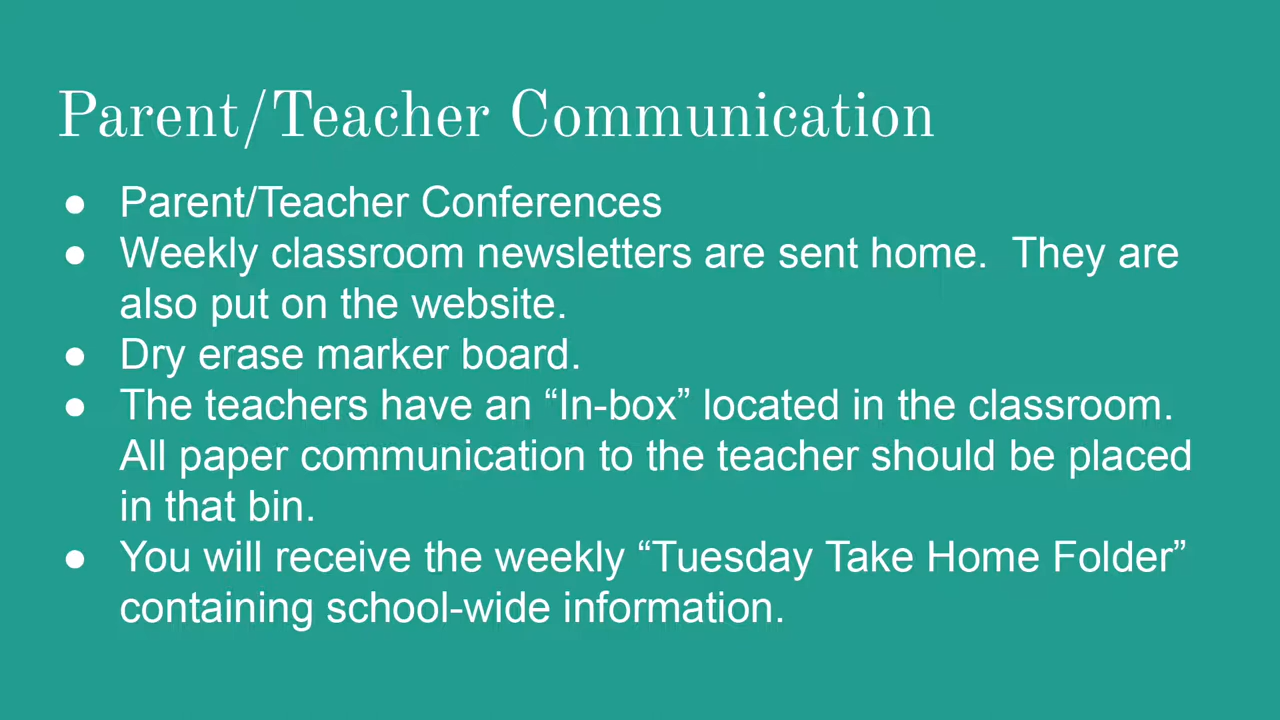 Parent/Teacher Communication
● Parent/Teacher Conferences
● Weekly classroom newsletters are sent home.  They are
also put on the website.
● Dry erase marker board.
● The teachers have an “In-box” located in the classroom.
All paper communication to the teacher should be placed
in that bin.
● You will receive the weekly “Tuesday Take Home Folder”
containing school-wide information.